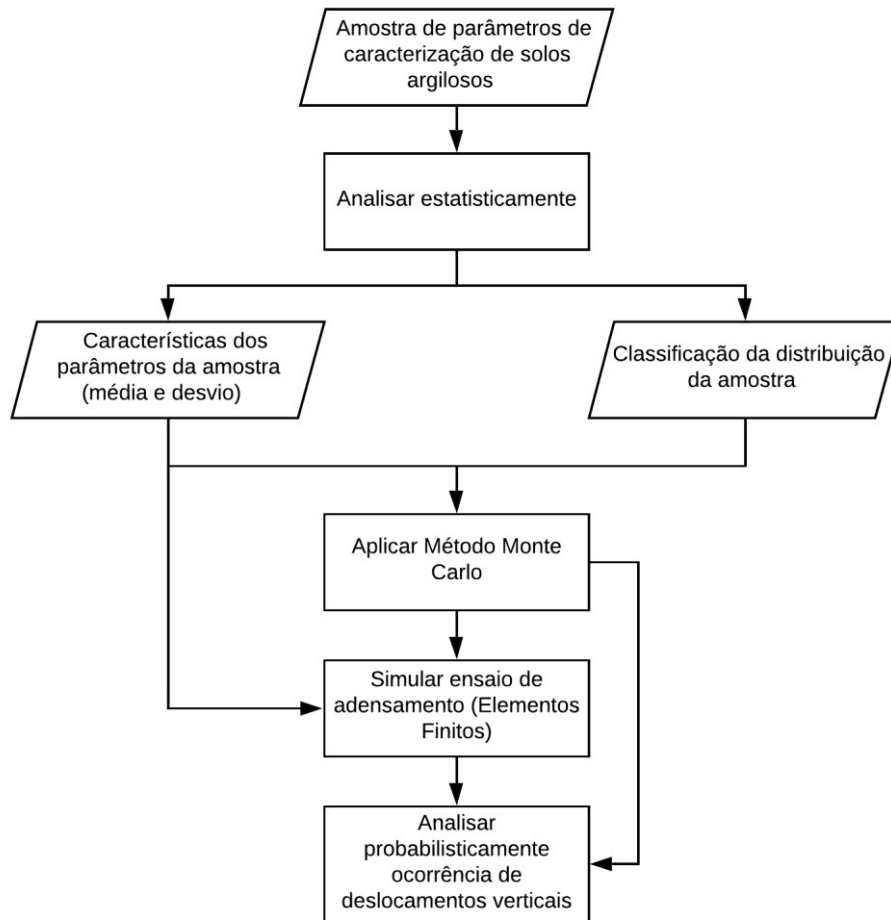 Amostra de parâmetros de
caracterização de solos
argilosos
Analisar estatisticamente
Características dos
parâmetros da amostra
(média e desvio)
Classificação da distribuição
da amostra
Aplicar Método Monte
Carlo
Simular ensaio de
adensamento (Elementos
Finitos)
Analisar
probabilisticamente
ocorrência de
deslocamentos verticais